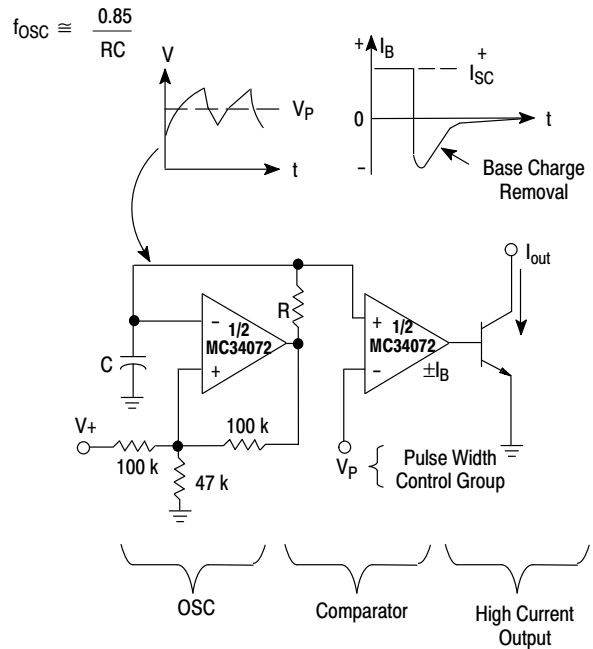 fOSC ≅ 0.85
RC
V
VP
t
+ IB
+
ISC
0
t
−
Base Charge
Removal
Iout
R
−
1/2
MC34072
+
C
+
1/2
MC34072
−
±IB
V+
100 k
100 k
47 k
VP { Pulse Width
Control Group
OSC
Comparator
High Current
Output